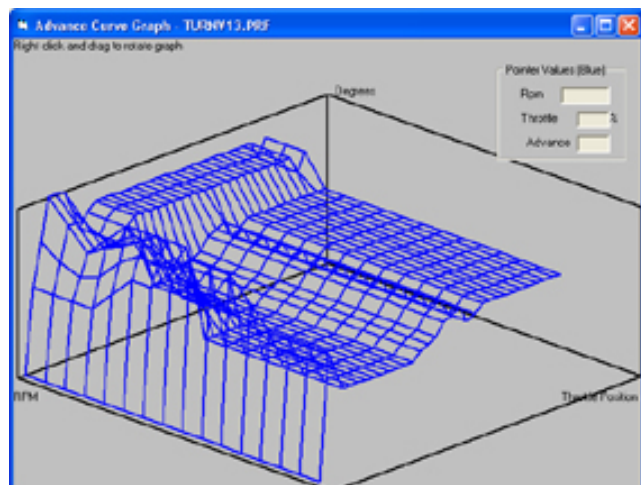 Advance Curve Graph - TURNV13.PRF
Right click and drag to rotate graph
Pointer Values (Blue)
Degrees
Rpm
Throttle %
Advance
RPM
Throttle Position